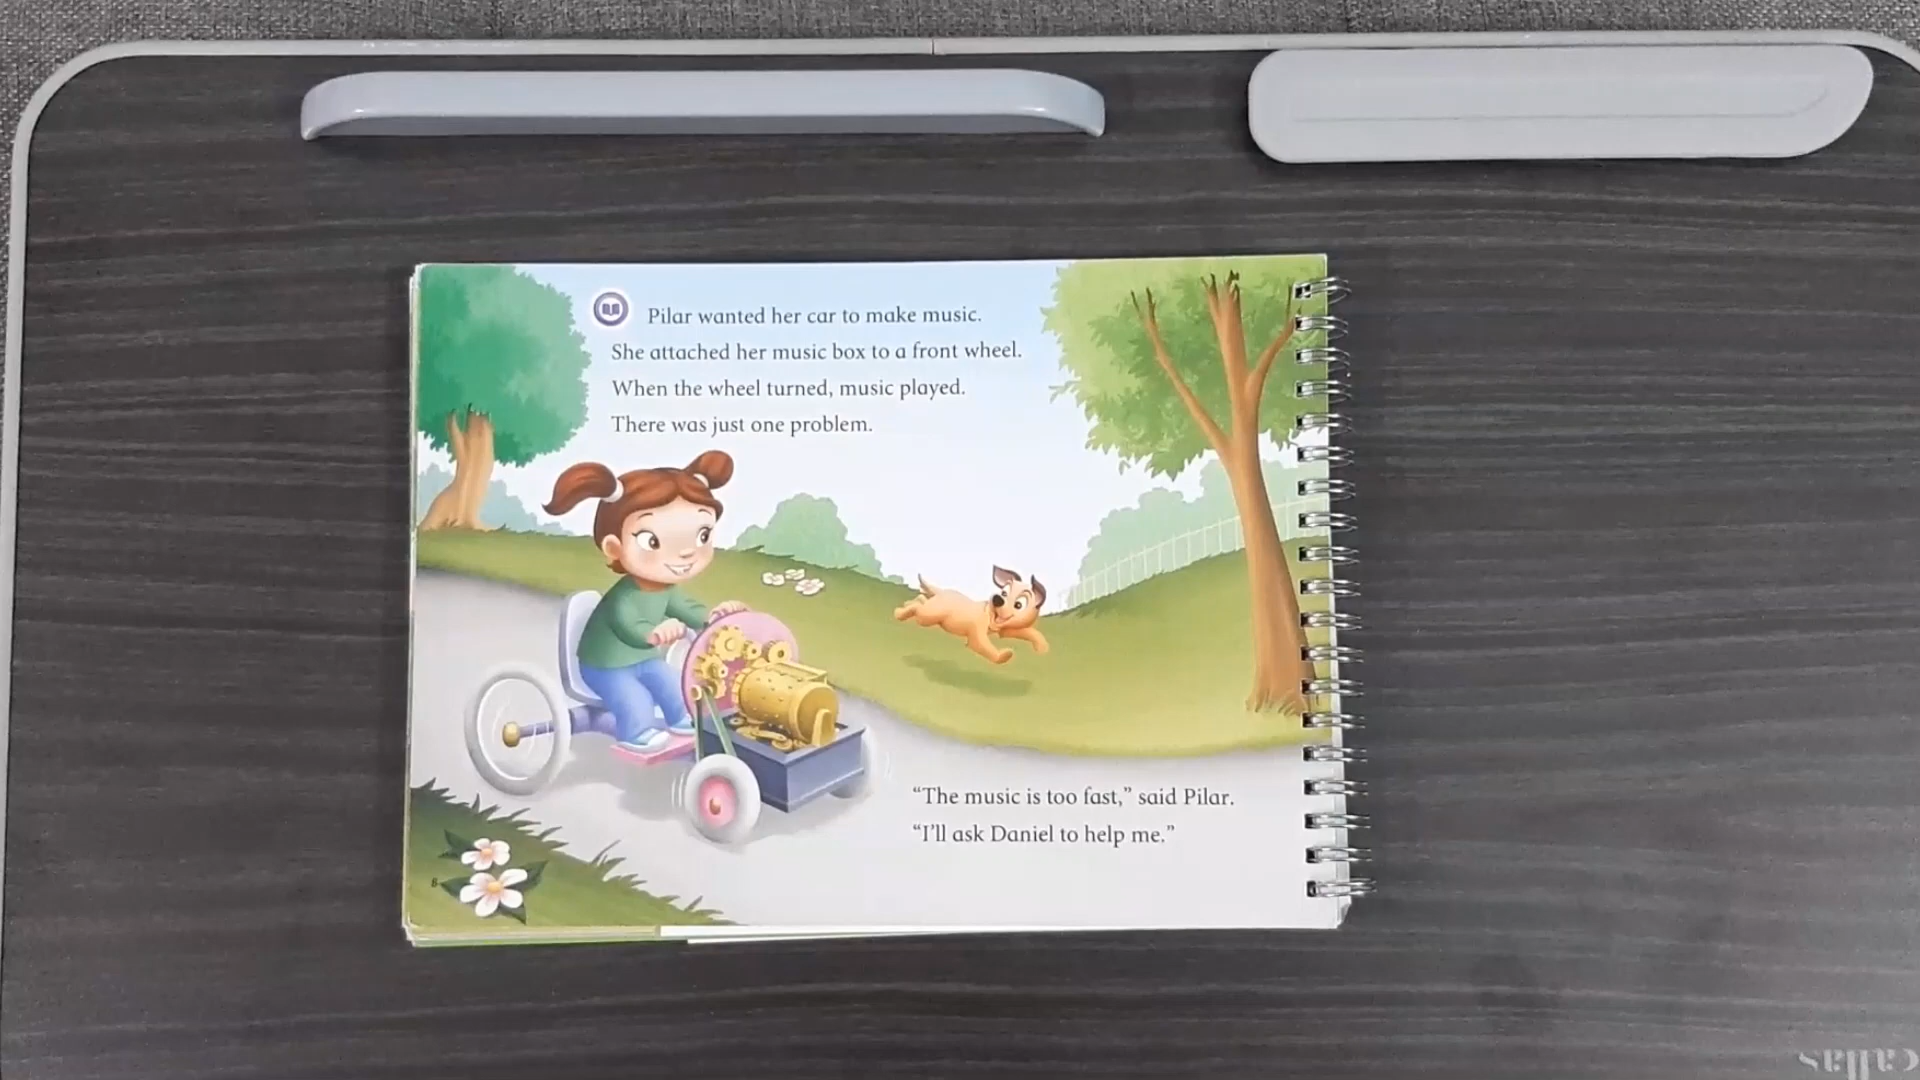 Pilar wanted her car to make music.
She attached her music box to a front wheel.
When the wheel turned, music played.
There was just one problem.
“The music is too fast,” said Pilar.
“I’ll ask Daniel to help me.”
callas